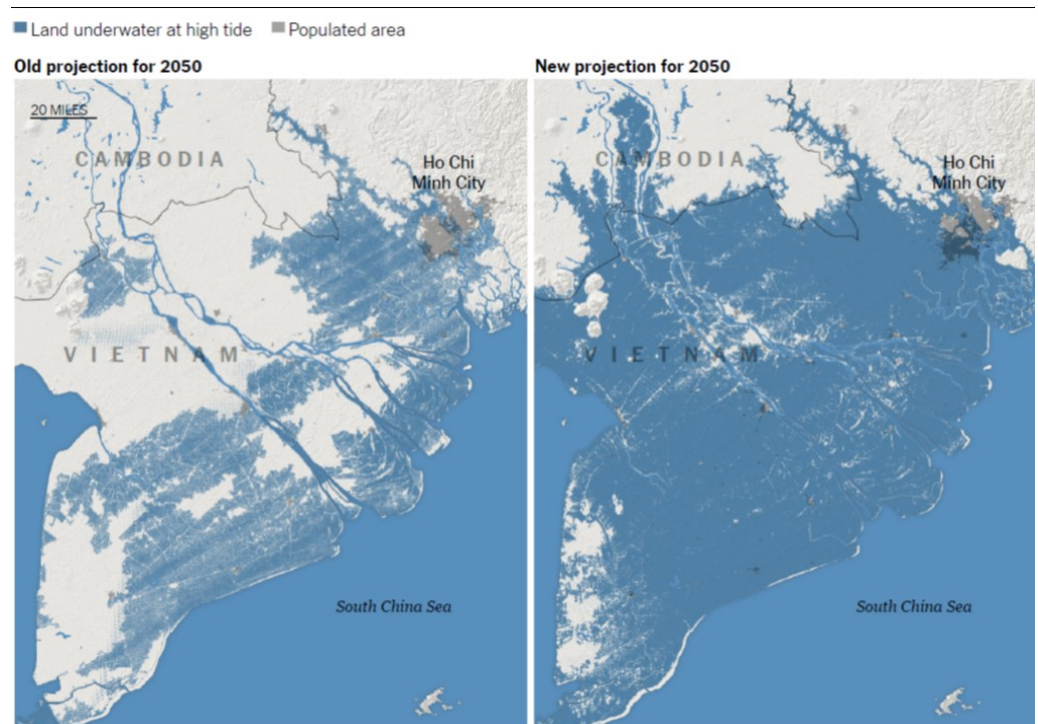 Land underwater at high tide Populated area
Old projection for 2050
New projection for 2050
20 MILES
CAMBODIA
Ho Chi
Minh City
VIETNAM
South China Sea
CAMBODIA
Ho Chi
Minh City
VIETNAM
South China Sea